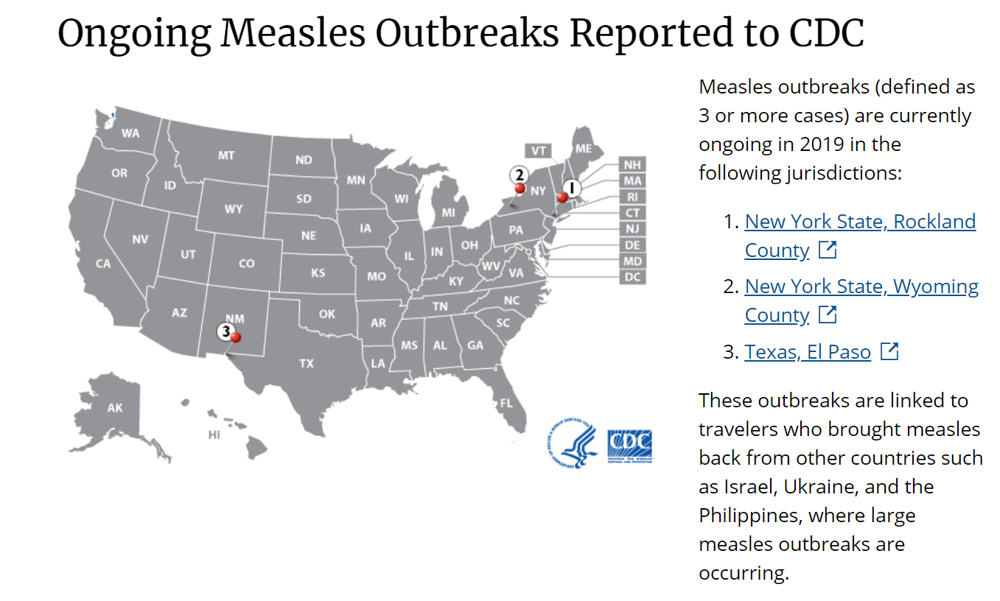 Ongoing Measles Outbreaks Reported to CDC
Measles outbreaks (defined as
3 or more cases) are currently
ongoing in 2019 in the
following jurisdictions:
1. New York State, Rockland
County
2. New York State, Wyoming
County
3. Texas, El Paso
These outbreaks are linked to
travelers who brought measles
back from other countries such
as Israel, Ukraine, and the
Philippines, where large
measles outbreaks are
occurring.
WA
OR
CA
ID
NV
MT
WY
UT
AZ
CO
NM
3
ND
SD
NE
KS
OK
TX
MN
IA
MO
AR
LA
WI
IL
MI
IN
OH
KY
TN
MS
AL
GA
FL
SC
NC
VA
WV
PA
NY
2
1
VT
ME
NH
MA
RI
CT
NJ
DE
MD
DC
AK
HI
CDC